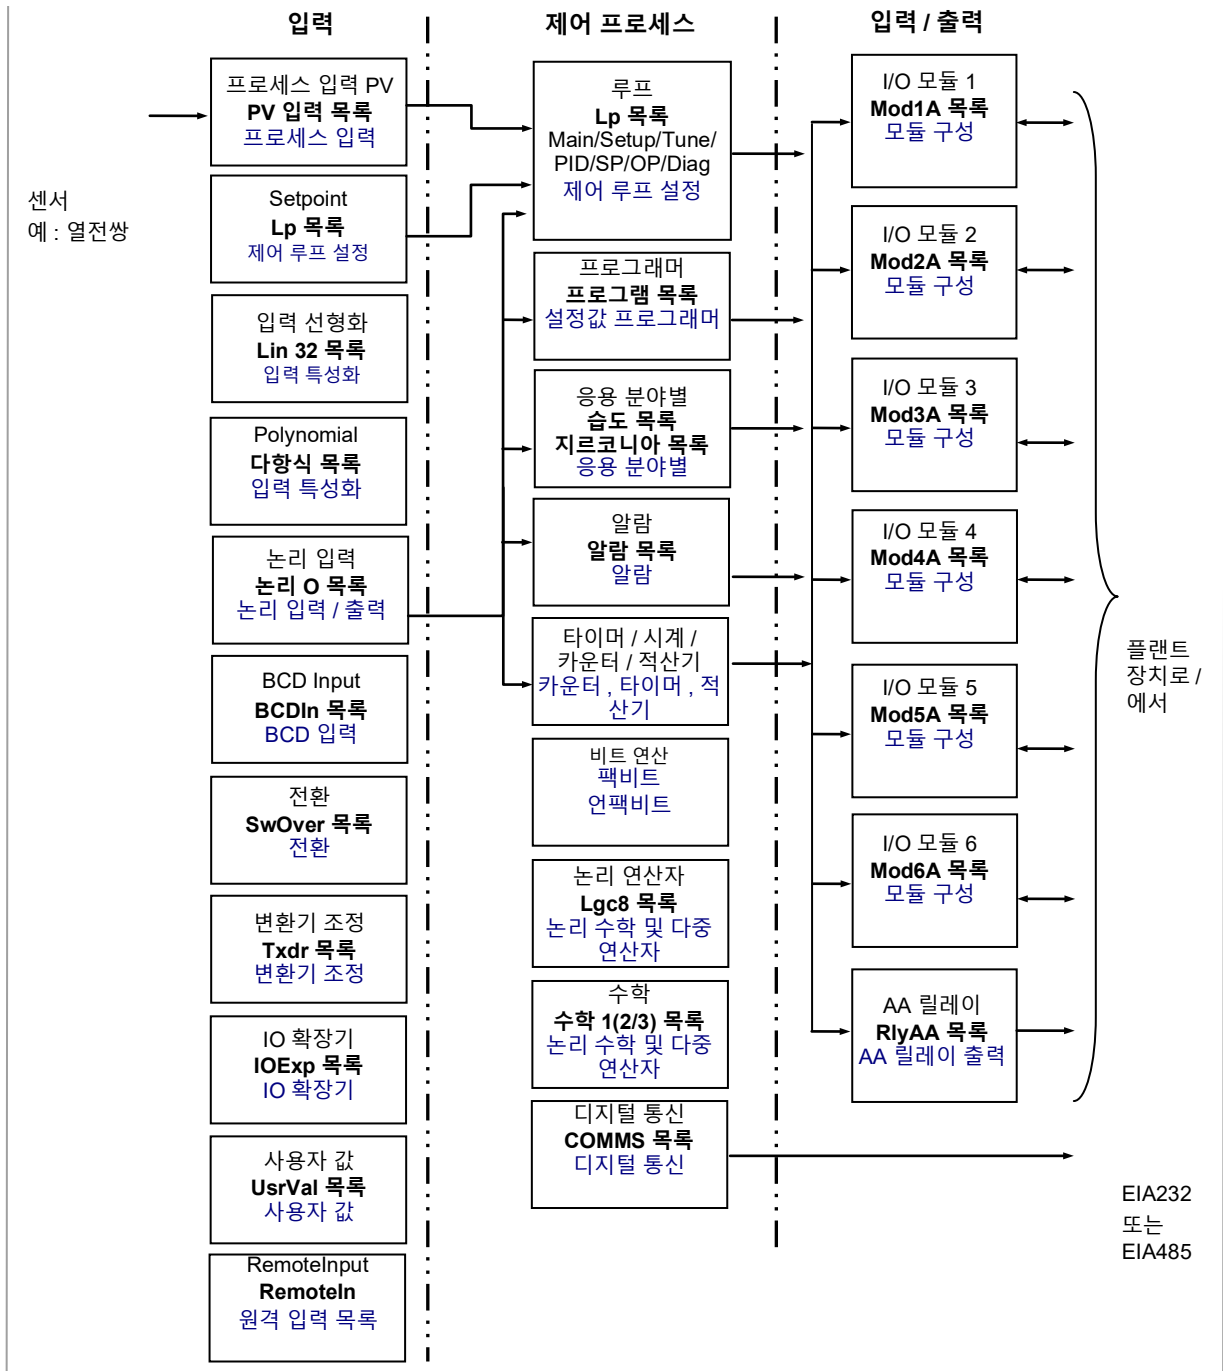 입력
제어 프로세스
입력 / 출력
센서
예 : 열전쌍
프로세스 입력 PV
PV 입력 목록
프로세스 입력
Setpoint
Lp 목록
제어 루프 설정
입력 선형화
Lin 32 목록
입력 특성화
Polynomial
다항식 목록
입력 특성화
논리 입력
논리 O 목록
논리 입력 / 출력
BCD Input
BCDIn 목록
BCD 입력
전환
SwOver 목록
전환
변환기 조정
Txdr 목록
변환기 조정
IO 확장기
IOExp 목록
IO 확장기
사용자 값
UsrVal 목록
사용자 값
RemoteInput
RemoteIn
원격 입력 목록
루프
Lp 목록
Main/Setup/Tune/
PID/SP/OP/Diag
제어 루프 설정
프로그래머
프로그램 목록
설정값 프로그래머
응용 분야별
습도 목록
지르코니아 목록
응용 분야별
알람
알람 목록
알람
타이머 / 시계 /
카운터 / 적산기
카운터 , 타이머 , 적
산기
비트 연산
팩비트
언팩비트
논리 연산자
Lgc8 목록
논리 수학 및 다중
연산자
수학
수학 1(2/3) 목록
논리 수학 및 다중
연산자
디지털 통신
COMMS 목록
디지털 통신
I/O 모듈 1
Mod1A 목록
모듈 구성
I/O 모듈 2
Mod2A 목록
모듈 구성
I/O 모듈 3
Mod3A 목록
모듈 구성
I/O 모듈 4
Mod4A 목록
모듈 구성
I/O 모듈 5
Mod5A 목록
모듈 구성
I/O 모듈 6
Mod6A 목록
모듈 구성
AA 릴레이
RlyAA 목록
AA 릴레이 출력
플랜트
장치로 /
에서
EIA232
또는
EIA485